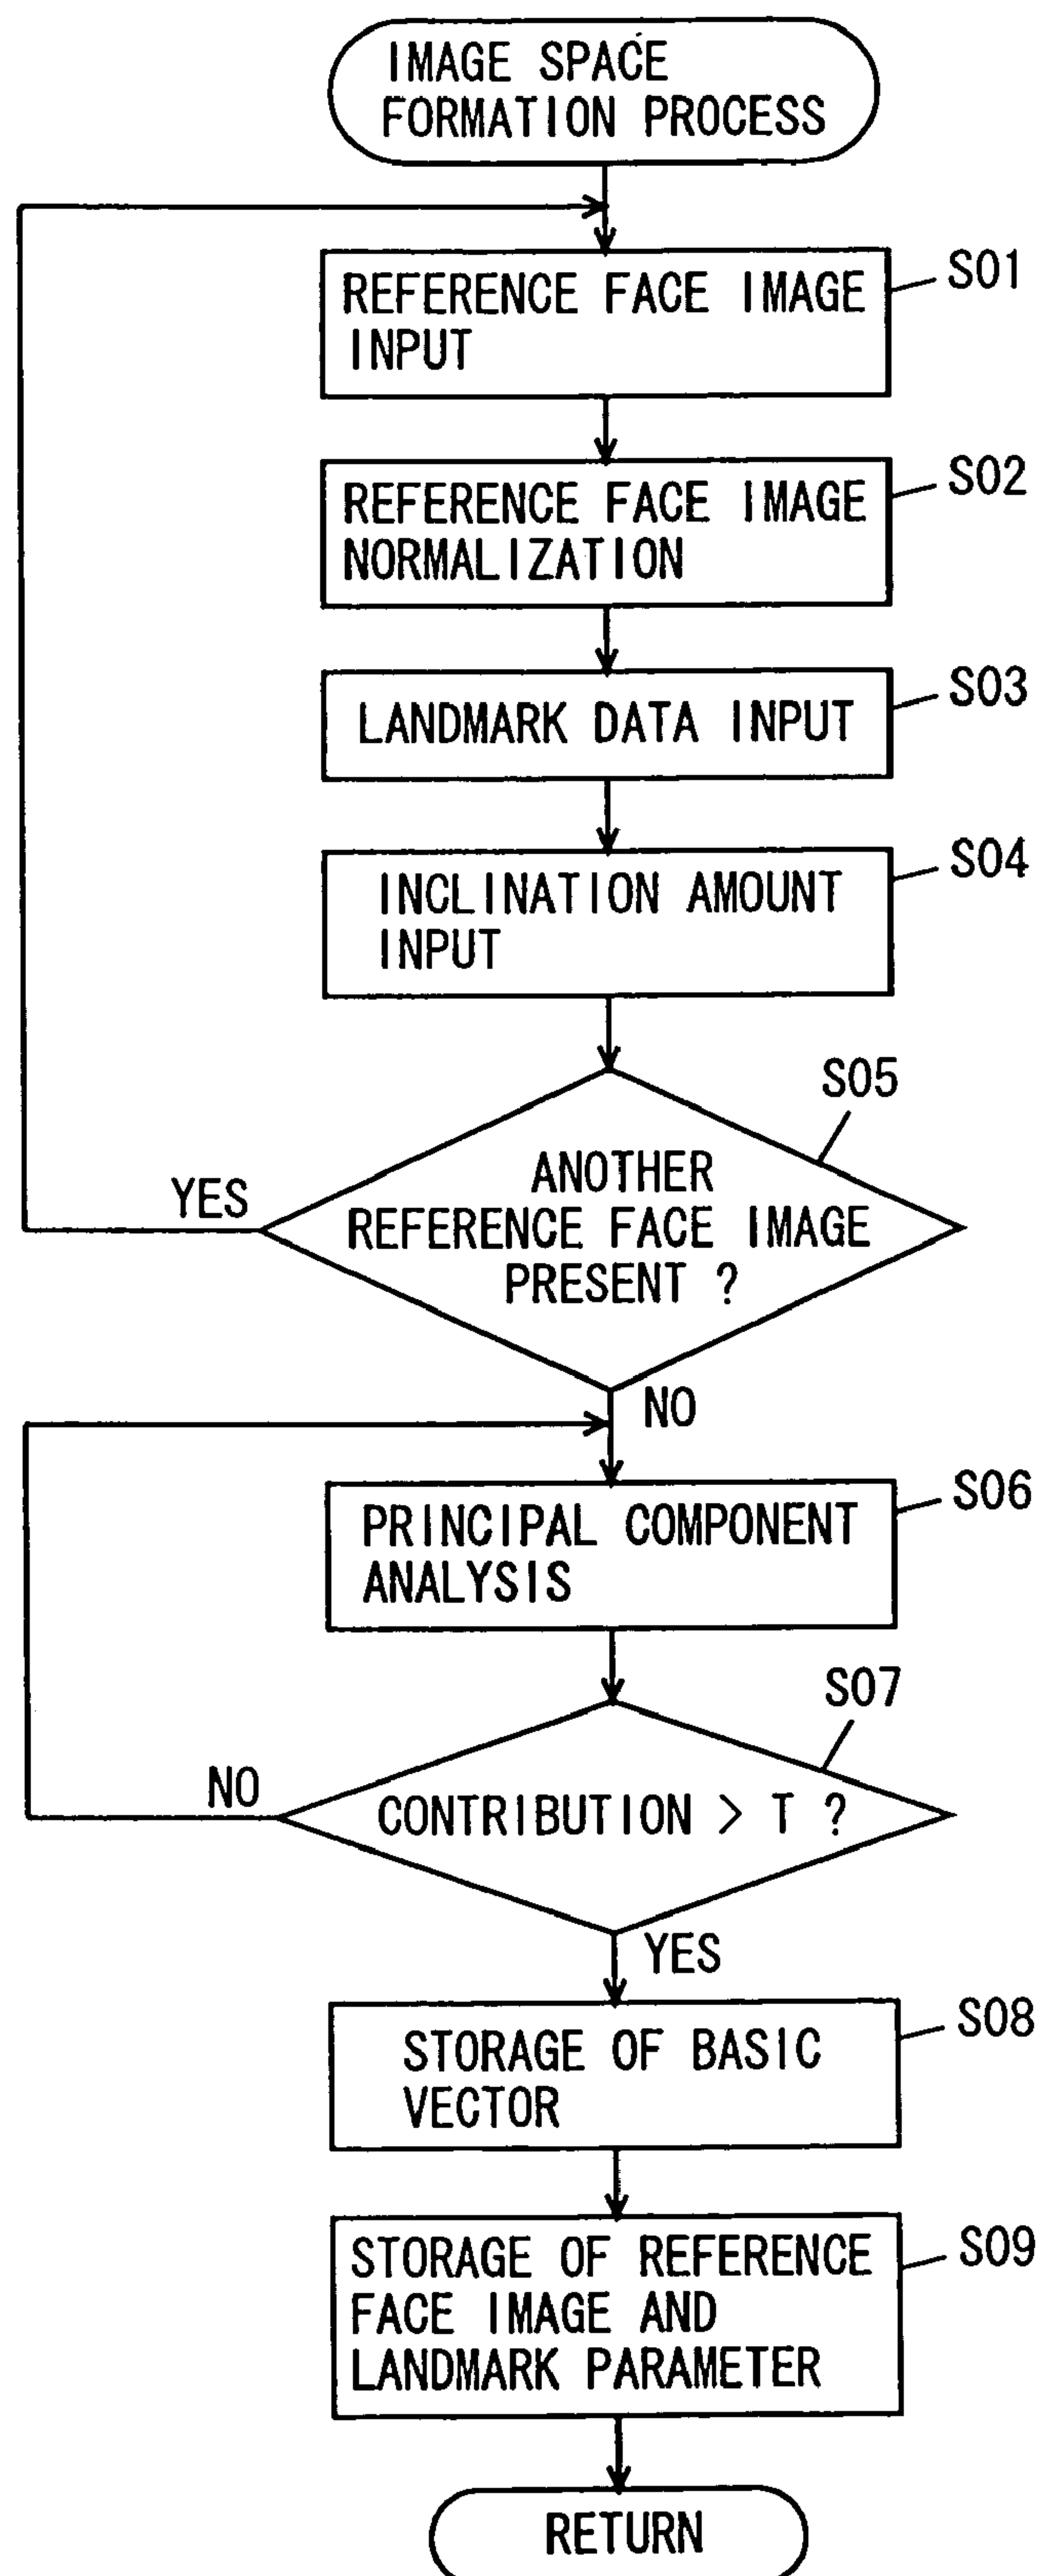 IMAGE SPACE
FORMATION PROCESS
REFERENCE FACE IMAGE
INPUT
S01
REFERENCE FACE IMAGE
NORMALIZATION
S02
LANDMARK DATA INPUT
S03
INCLINATION AMOUNT
INPUT
S04
S05
ANOTHER
REFERENCE FACE IMAGE
PRESENT ?
YES
NO
PRINCIPAL COMPONENT
ANALYSIS
S06
S07
CONTRIBUTION > T ?
NO
YES
STORAGE OF BASIC
VECTOR
S08
STORAGE OF REFERENCE
FACE IMAGE AND
LANDMARK PARAMETER
S09
RETURN